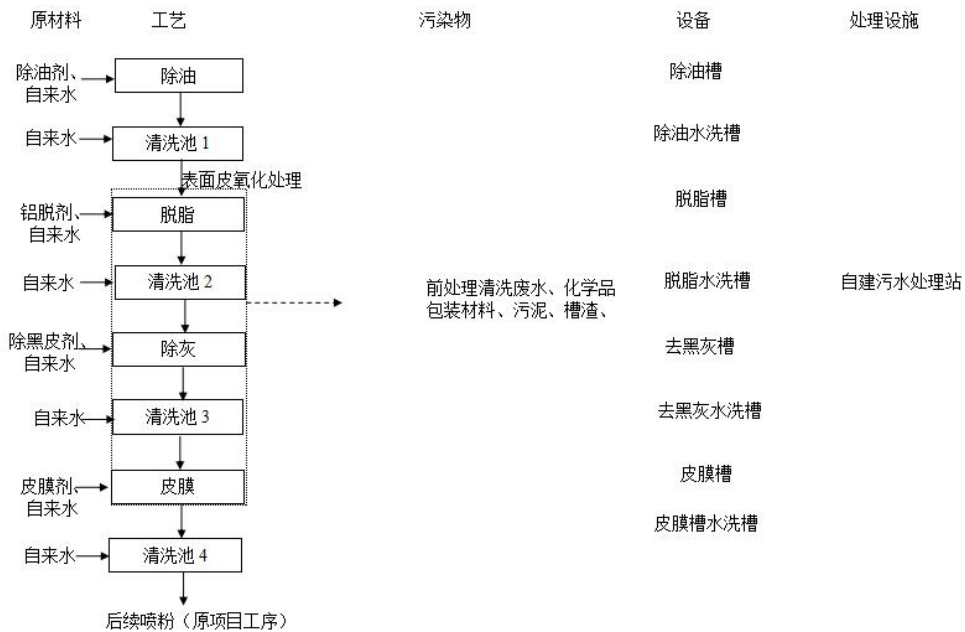 原材料 工艺 污染物 设备 处理设施
除油剂、
自来水
除油
除油槽
自来水
清洗池 1
除油水洗槽
表面皮氧化处理
铝脱剂、
自来水
脱脂
脱脂槽
自来水
清洗池 2
前处理清洗废水、化学品
包装材料、污泥、槽渣、
脱脂水洗槽
自建污水处理站
除黑皮剂、
自来水
除灰
去黑灰槽
自来水
清洗池 3
去黑灰水洗槽
皮膜剂、
自来水
皮膜
皮膜槽
皮膜槽水洗槽
自来水
清洗池 4
后续喷粉（原项目工序）